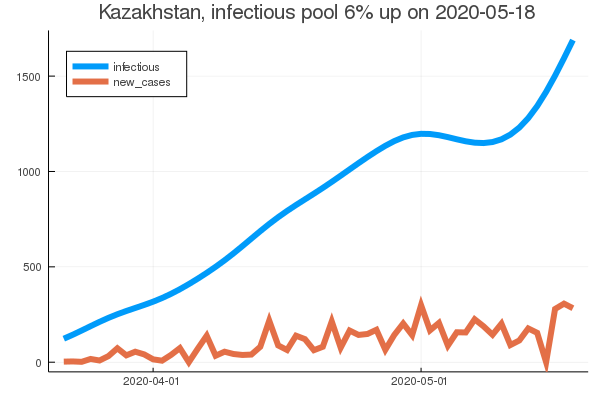 Kazakhstan, infectious pool 6% up on 2020-05-18
infectious
new_cases
1500
1000
500
0
2020-04-01
2020-05-01